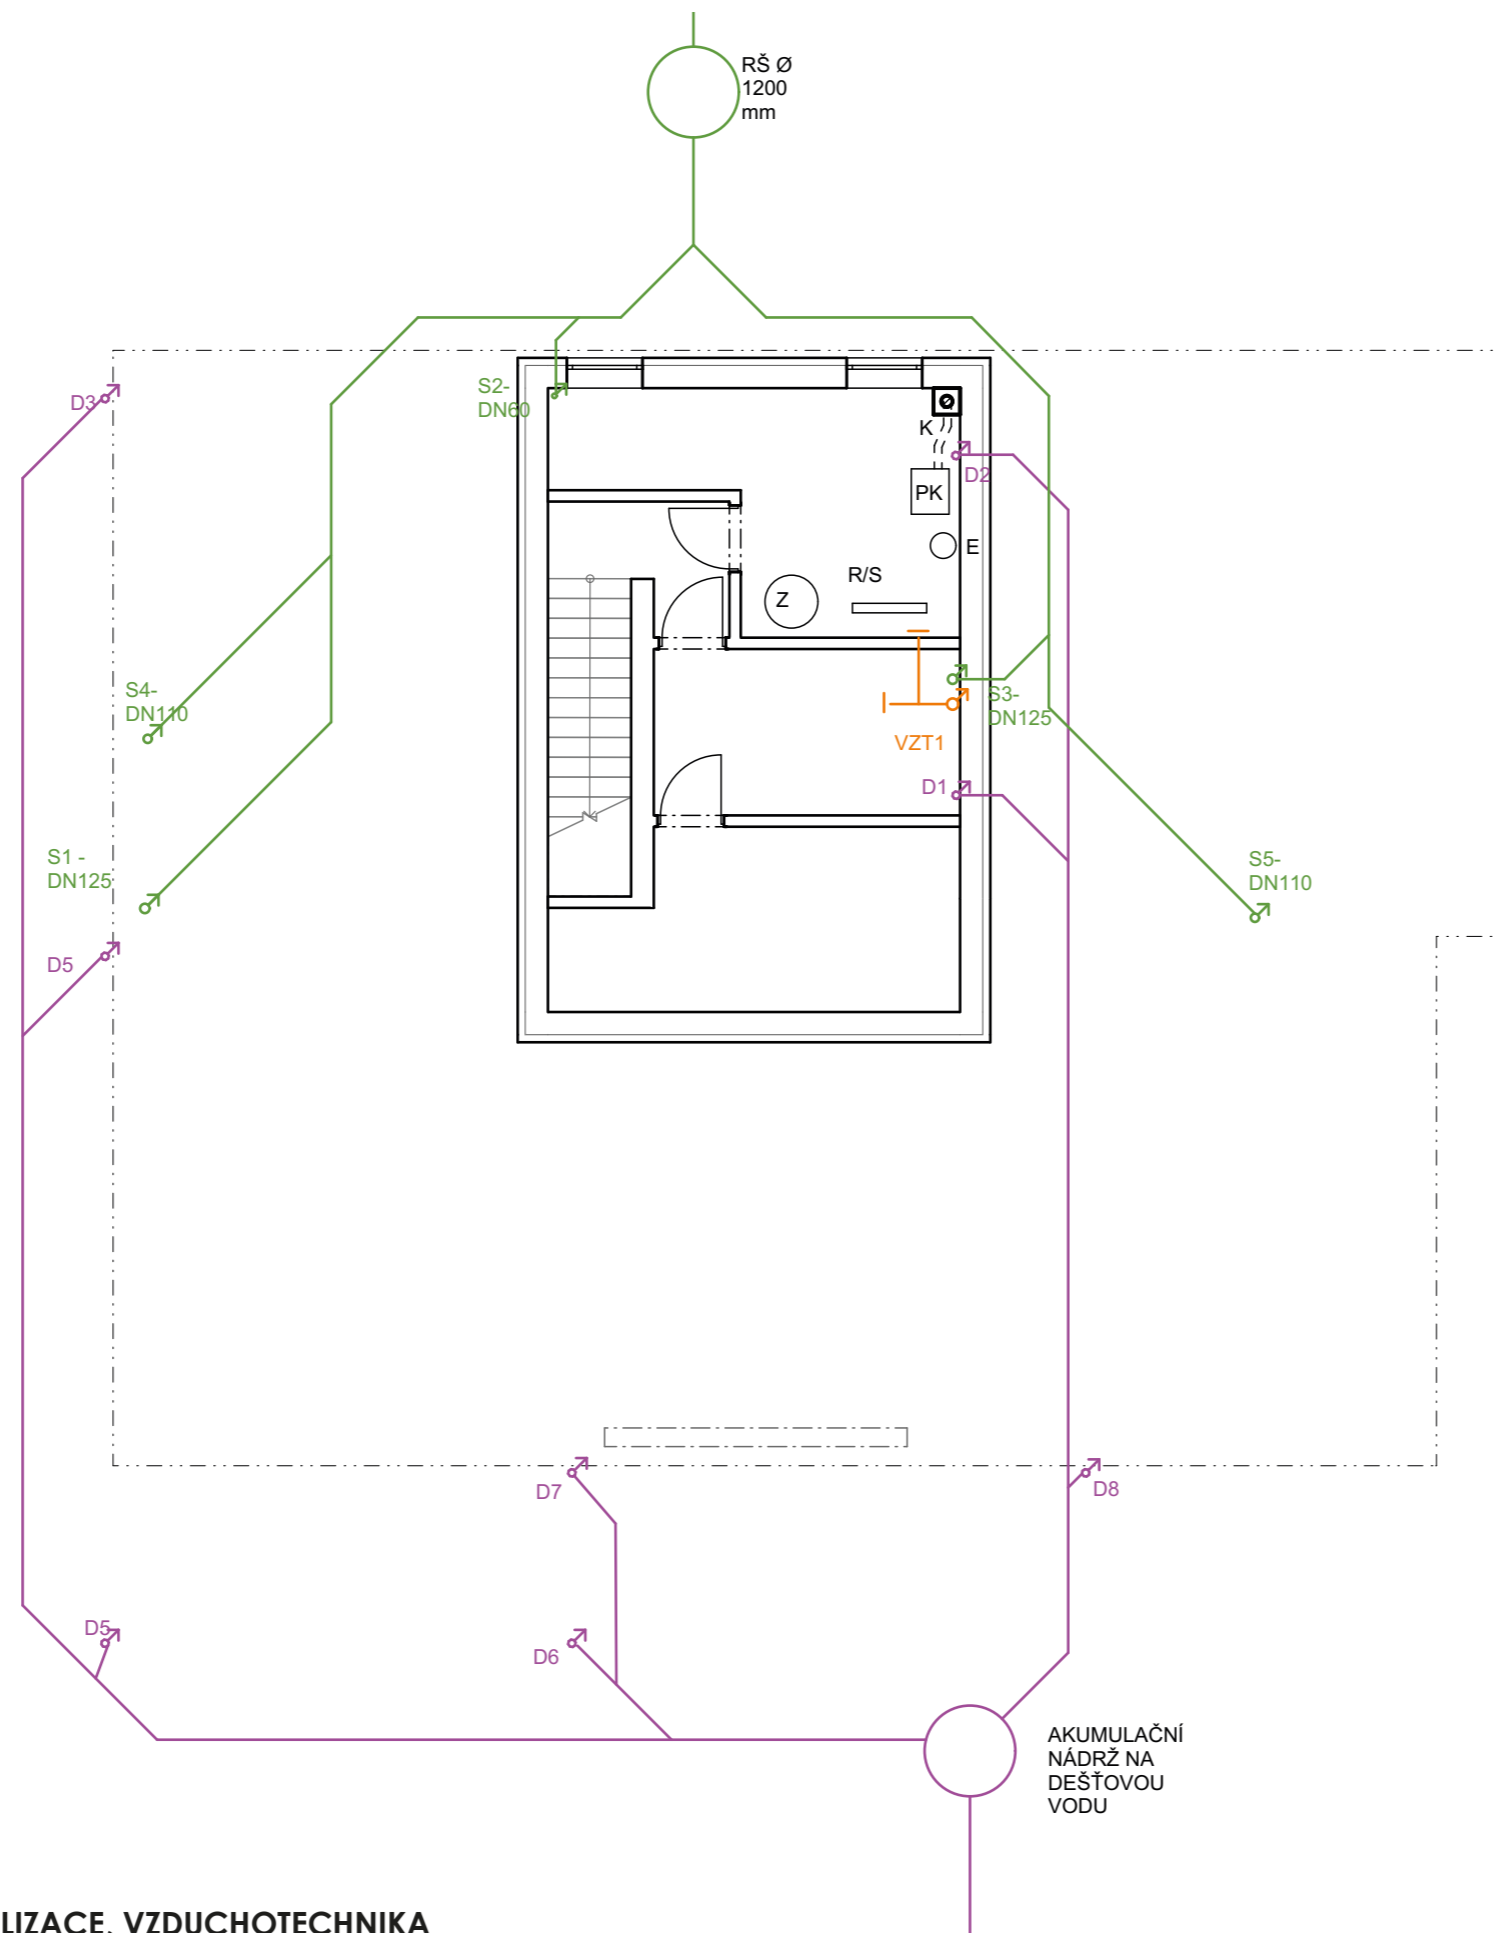 RŠ Ø
1200
mm
S2-
DN60
D3
K
D2
PK
E
R/S
Z
S4-
DN110
S3-
DN125
VZT1
D1
S1 -
DN125
S5-
DN110
D5
D7
D8
D5
D6
AKUMULAČNÍ
NÁDRŽ NA
DEŠŤOVOU
VODU
LIZACE, VZDUCHOTECHNIKA